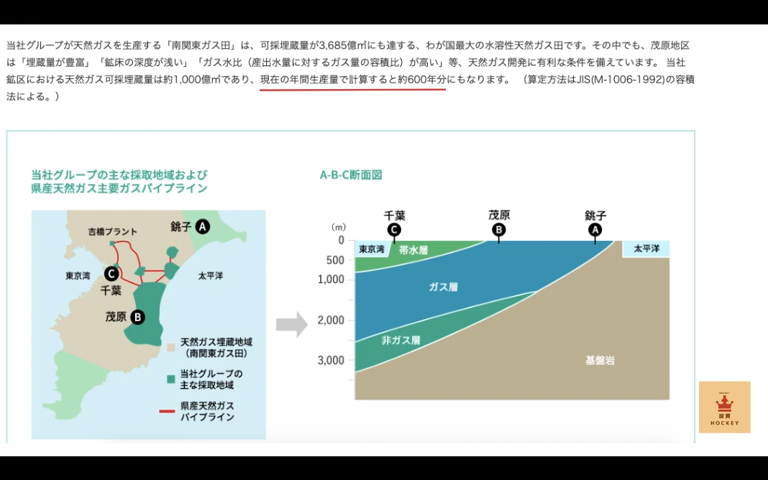 当社グループが天然ガスを生産する「南関東ガス田」は、可採埋蔵量が3,685億㎥にも達する、わが国最大の水溶性天然ガス田です。その中でも、茂原地区
は「埋蔵量が豊富」「鉱床の深度が浅い」「ガス水比（産出水量に対するガス量の容積比）が高い」等、天然ガス開発に有利な条件を備えています。 当社
鉱区における天然ガス可採埋蔵量は約1,000億㎥であり、現在の年間生産量で計算すると約600年分にもなります。 （算定方法はJIS(M-1006-1992)の容積
法による。）
当社グループの主な採取地域および
県産天然ガス主要ガスパイプライン
吉橋プラント
銚子 A
東京湾
C
千葉
太平洋
茂原 B
天然ガス埋蔵地域
（南関東ガス田）
当社グループの
主な採取地域
県産天然ガス
パイプライン
A-B-C断面図
千葉 茂原 銚子
(m) C B A
0
東京湾 帯水層 太平洋
500
1,000
ガス層
2,000
非ガス層
3,000
基盤岩
投資
HOCKEY